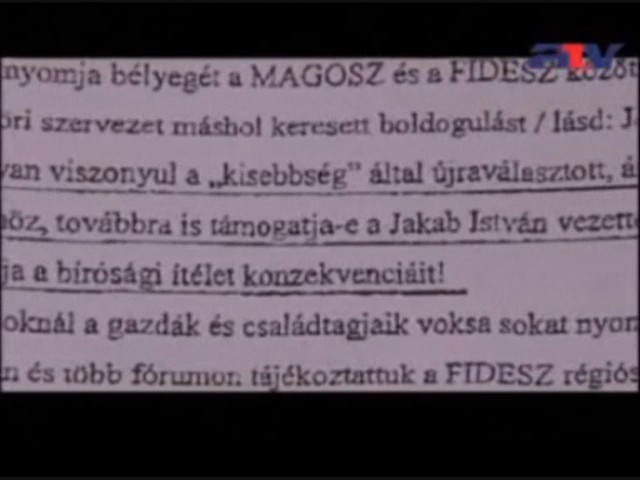 aTV
nyomja bélyegét a MAGOSZ és a FIDESZ között
öri szervezet máshol keresett boldogulást / lásd: J
van viszonyul a „kisebbség” által újraválasztott, á
höz, továbbra is támogatja-e a Jakab István vezett
ja a bírósági ítélet konzekvenciáit!
oknál a gazdák és családtagjaik voksa sokat nyom
n és több fórumon tájékoztattuk a FIDESZ régiós